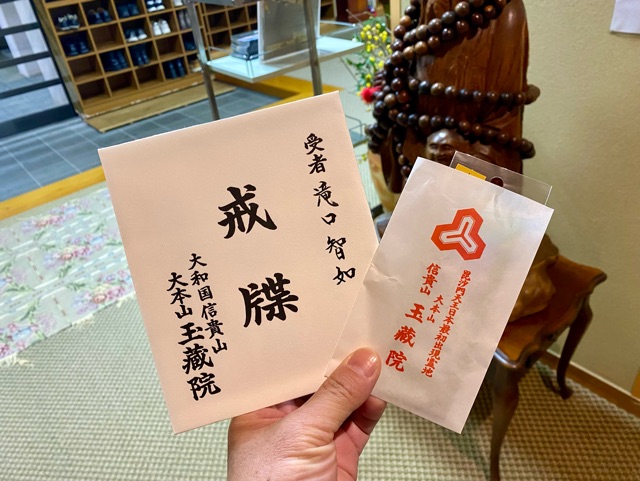 受者 滝口 智如
戒牒
大和国信貴山
大本山 玉蔵院
毘沙門天王日本最初出現霊地
大本山
信貴山 玉蔵院